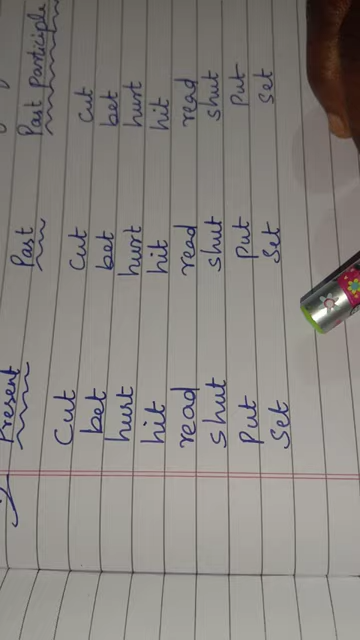 Present Past Past Participle
Cut Cut cut
bet bet bet
hurt hurt hurt
hit hit hit
read read read
shut shut shut
Put Put Put
Set Set Set